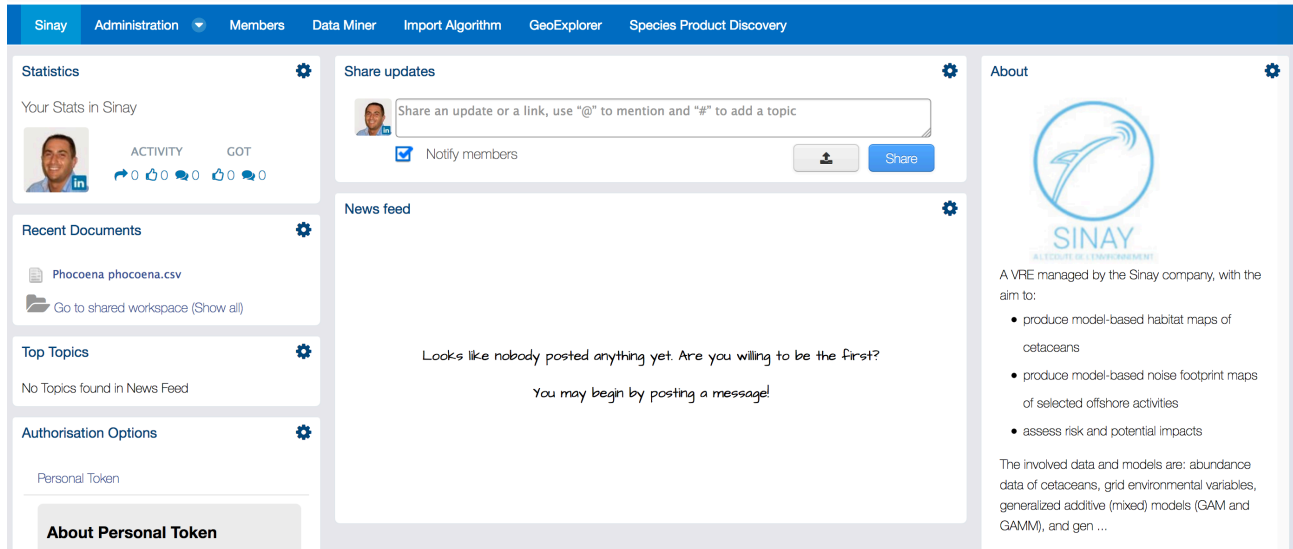 Sinay Administration Members Data Miner Import Algorithm GeoExplorer Species Product Discovery
Statistics
Your Stats in Sinay
ACTIVITY GOT
0 0 0 0 0
in
Recent Documents
Phocoena phocoena.csv
Go to shared workspace (Show all)
Top Topics
No Topics found in News Feed
Authorisation Options
Personal Token
About Personal Token
Share updates
Share an update or a link, use “@” to mention and “#” to add a topic
in
Notify members
Share
News feed
Looks like nobody posted anything yet. Are you willing to be the first?
You may begin by posting a message!
About
SINAY
A L'ECOUTE DE L'ENVIRONNEMENT
A VRE managed by the Sinay company, with the
aim to:
• produce model-based habitat maps of
cetaceans
• produce model-based noise footprint maps
of selected offshore activities
• assess risk and potential impacts
The involved data and models are: abundance
data of cetaceans, grid environmental variables,
generalized additive (mixed) models (GAM and
GAMM), and gen ...